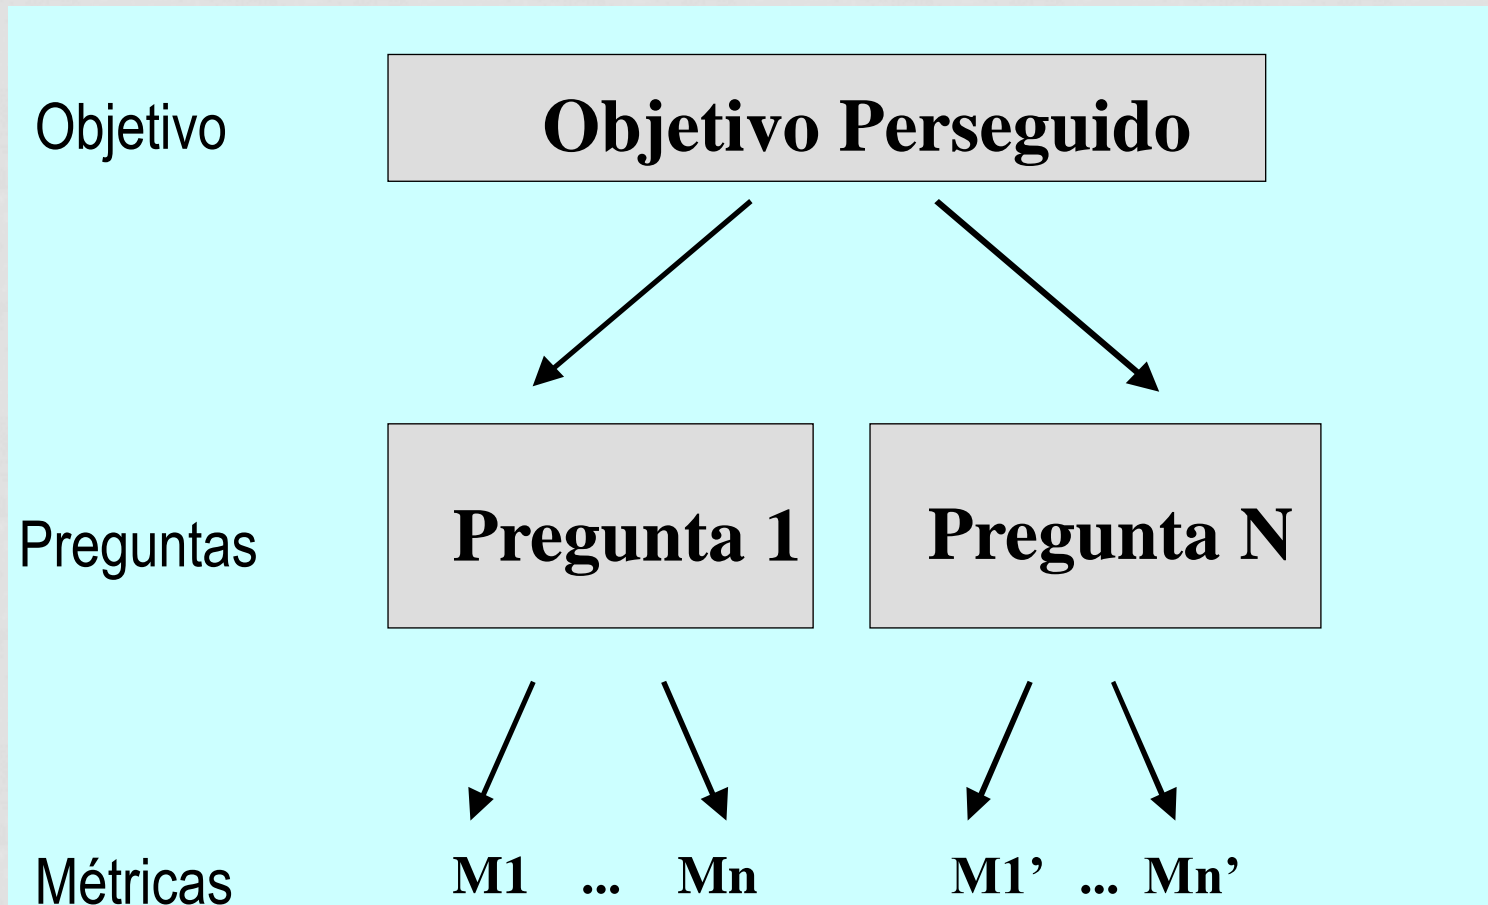 Objetivo
Objetivo Perseguido
Preguntas
Pregunta 1
Pregunta N
Métricas
M1 ... Mn
M1’ ... Mn’